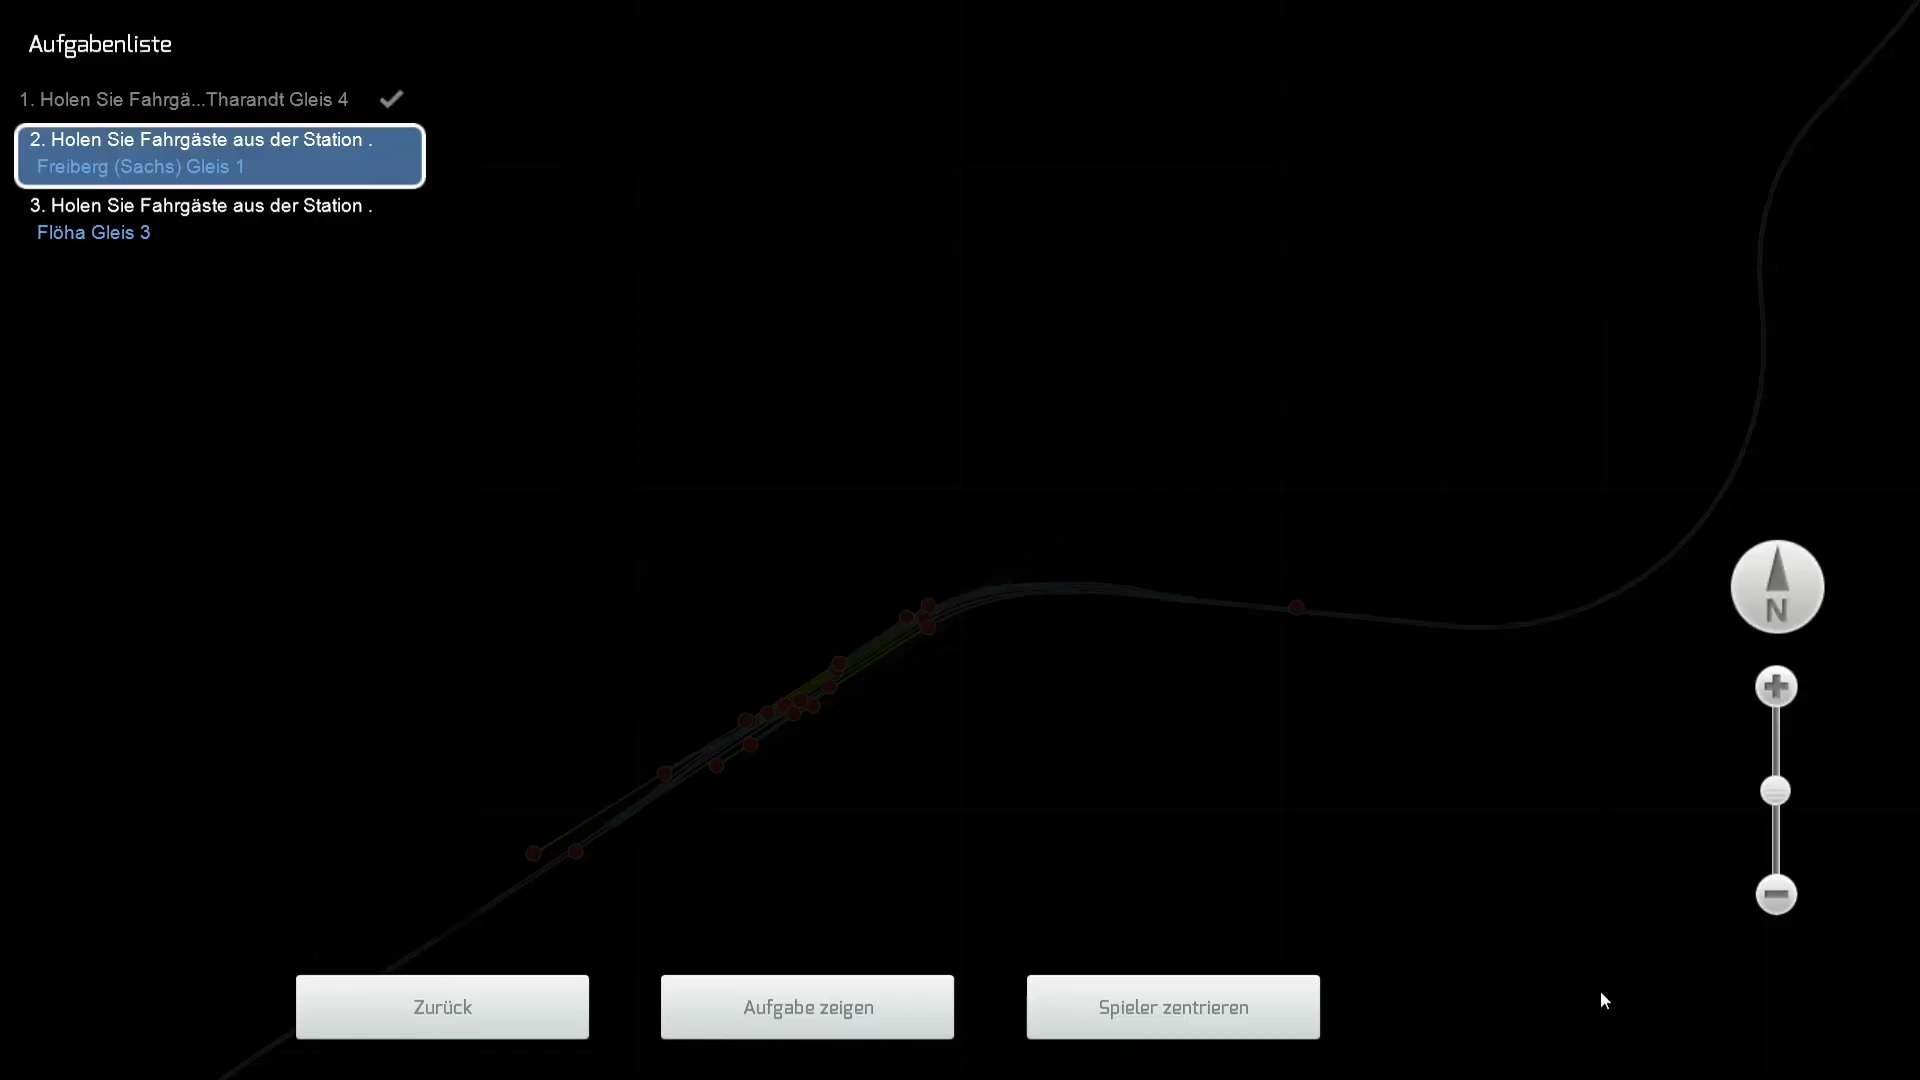 Aufgabenliste
1. Holen Sie Fahrgä...Tharandt Gleis 4
2. Holen Sie Fahrgäste aus der Station .
Freiberg (Sachs) Gleis 1
3. Holen Sie Fahrgäste aus der Station .
Flöha Gleis 3
N
Zurück
Aufgabe zeigen
Spieler zentrieren